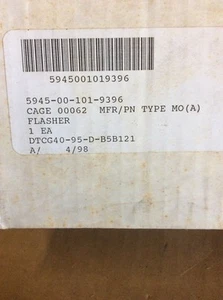 5945001019396
5945-00-101-9396
CAGE 00062 MFR/PN TYPE MO(A)
FLASHER
1 EA
DTCG40-95-D-B5B121
A/ 4/98